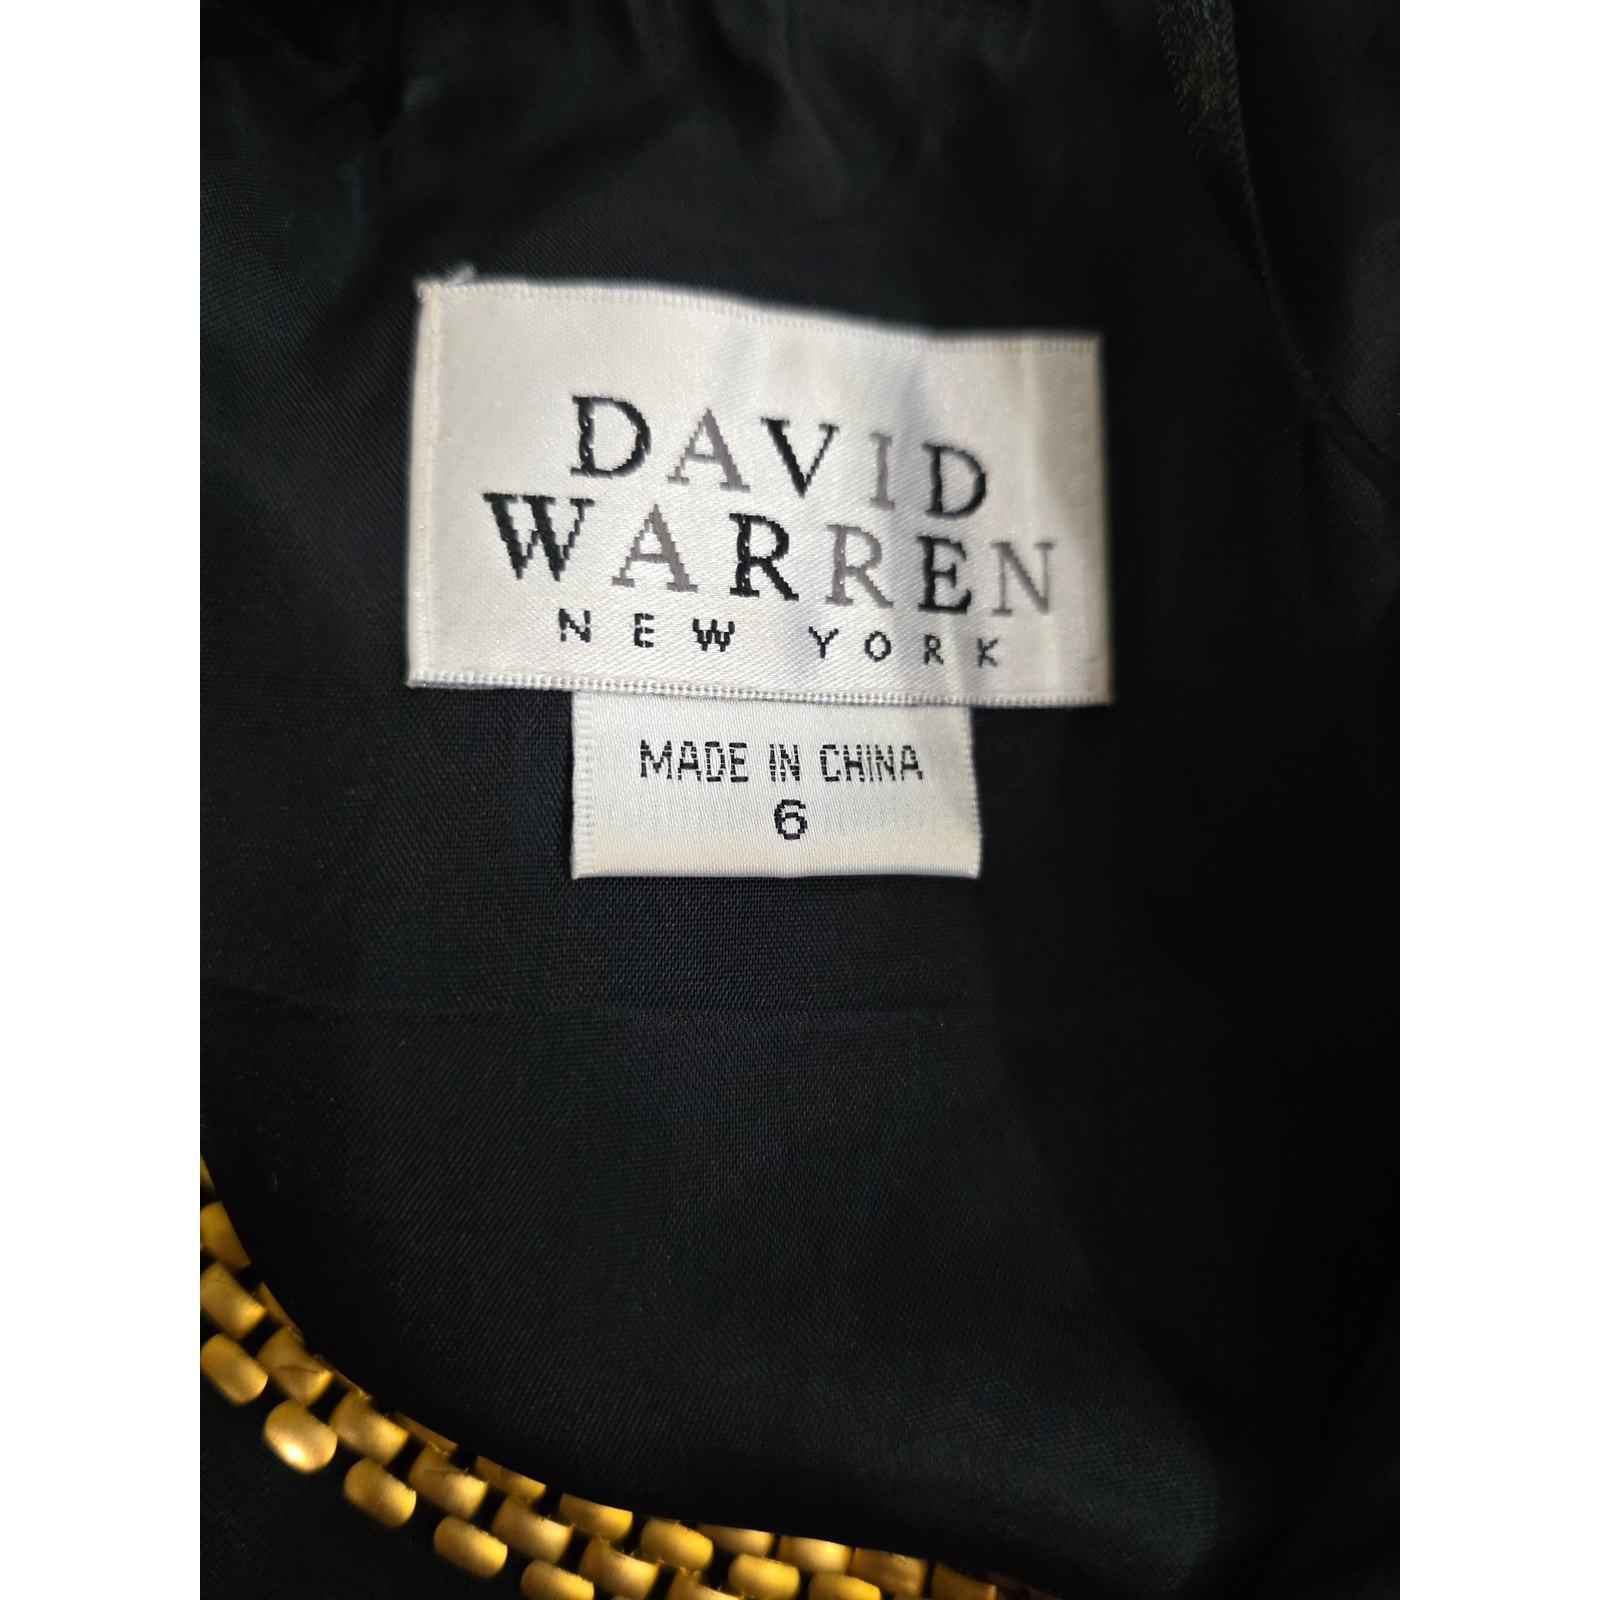 DAVID
WARREN
NEW YORK
MADE IN CHINA
6